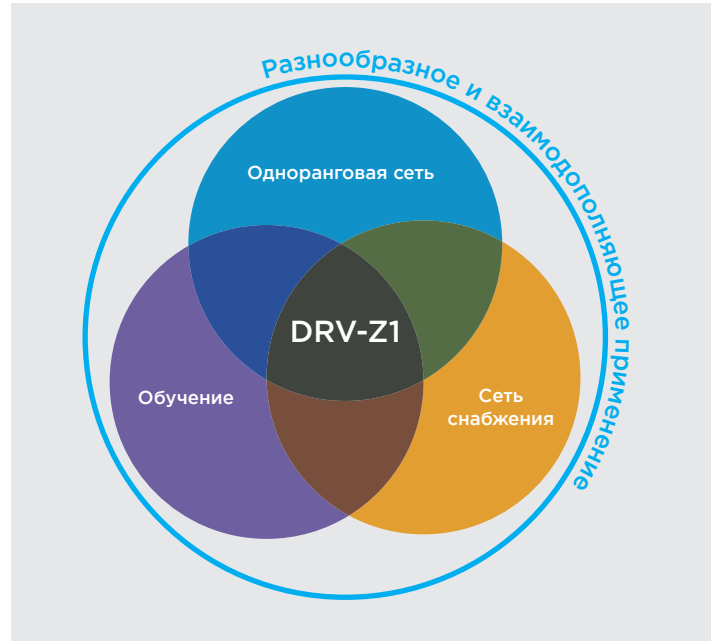 Разнообразное и взаимодополняющее применение
Одноранговая сеть
DRV-Z1
Обучение
Сеть
снабжения